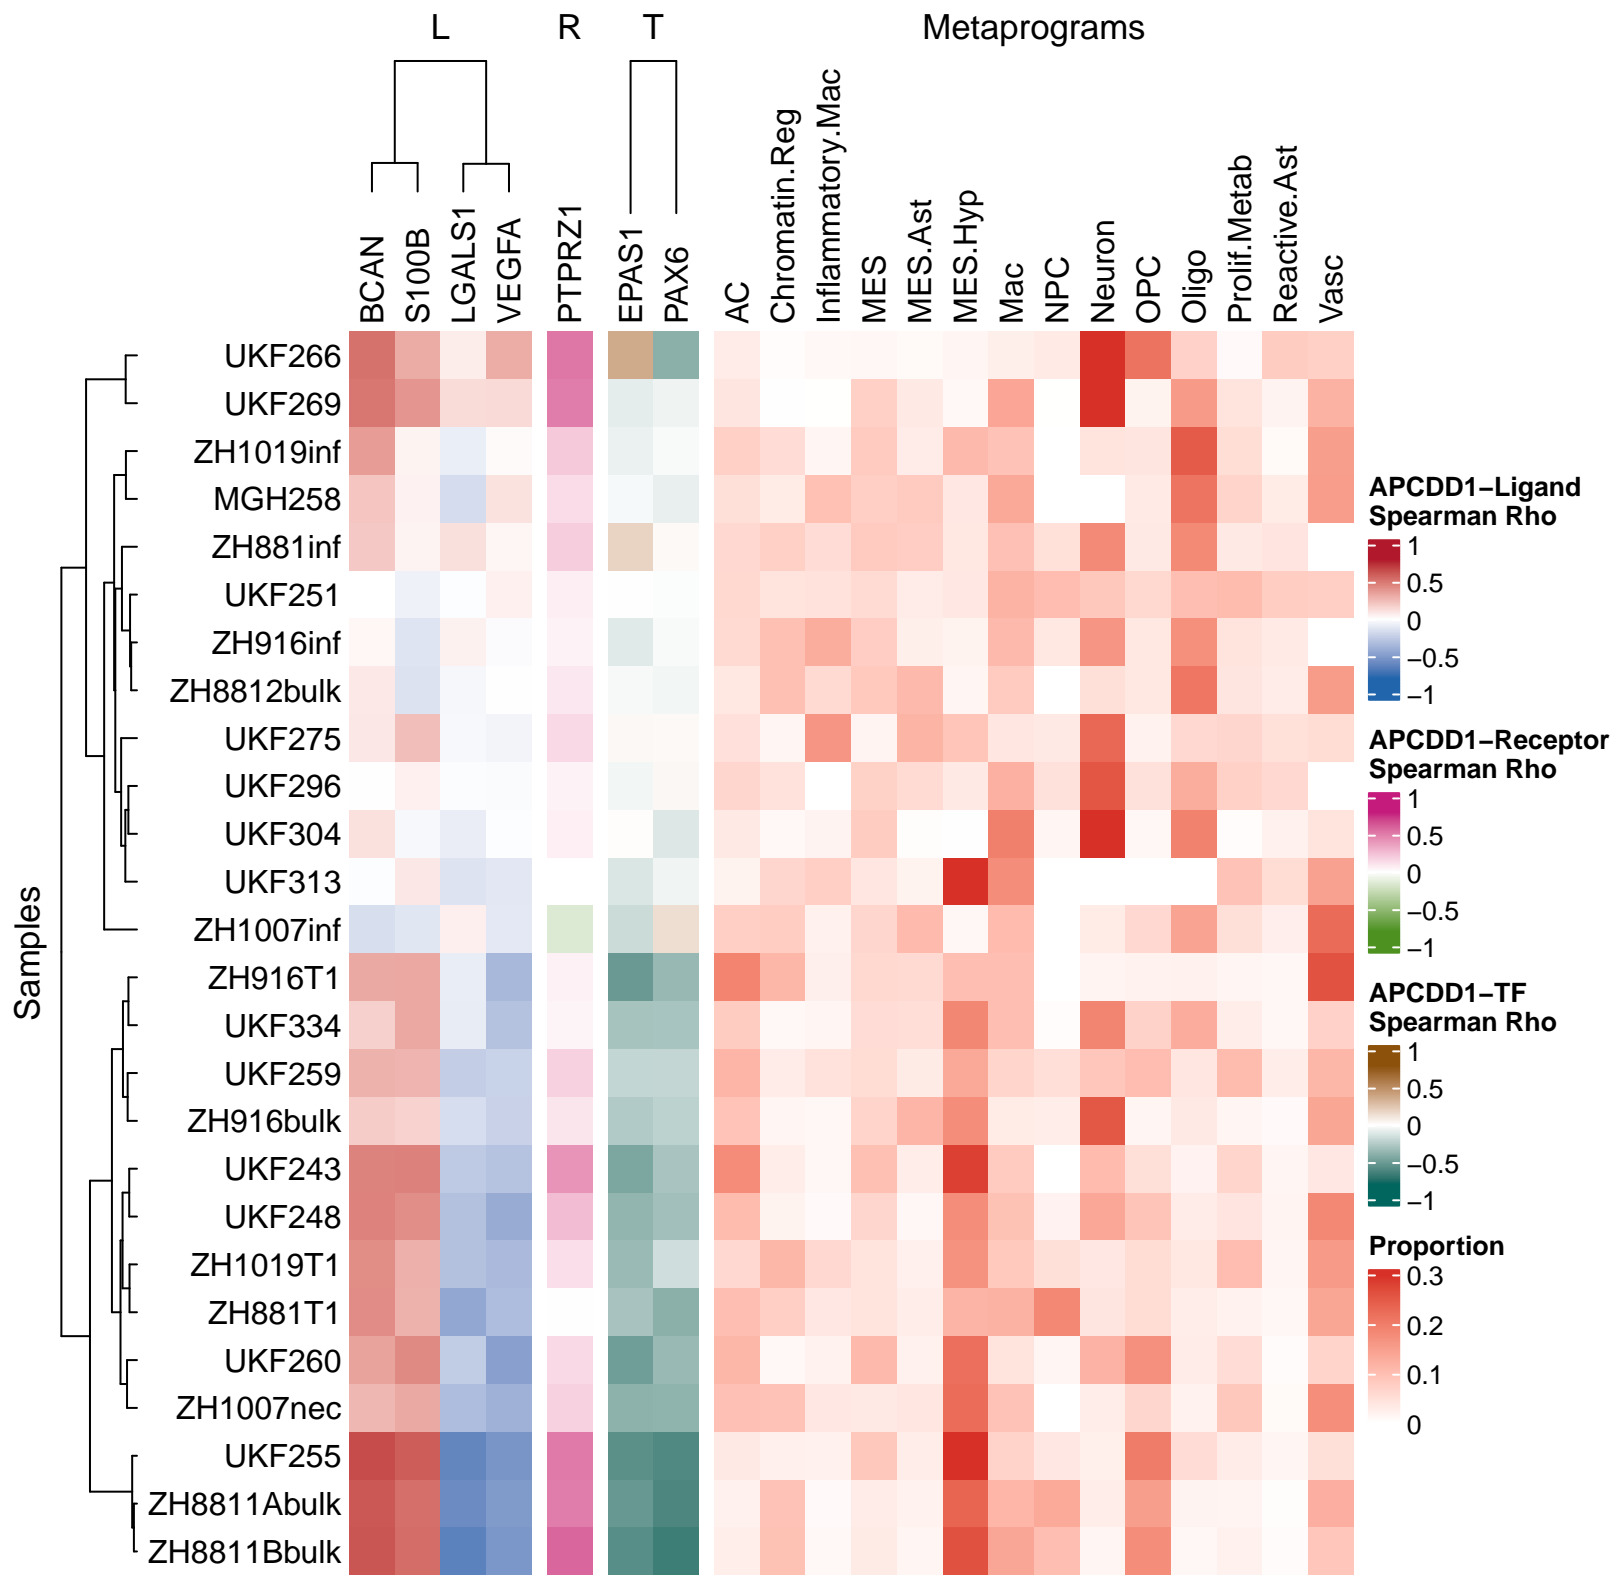 L R T Metaprograms
BCAN S100B LGALS1 VEGFA PTPRZ1 EPAS1 PAX6 AC Chromatin.Reg Inflammatory.Mac MES MES.Ast MES.Hyp Mac NPC Neuron OPC Oligo Prolif.Metab Reactive.Ast Vasc
Samples
UKF266
UKF269
ZH1019inf
MGH258
ZH881inf
UKF251
ZH916inf
ZH8812bulk
UKF275
UKF296
UKF304
UKF313
ZH1007inf
ZH916T1
UKF334
UKF259
ZH916bulk
UKF243
UKF248
ZH1019T1
ZH881T1
UKF260
ZH1007nec
UKF255
ZH8811Abulk
ZH8811Bbulk
APCDD1–Ligand
Spearman Rho
1
0.5
0
–0.5
–1
APCDD1–Receptor
Spearman Rho
1
0.5
0
–0.5
–1
APCDD1–TF
Spearman Rho
1
0.5
0
–0.5
–1
Proportion
0.3
0.2
0.1
0